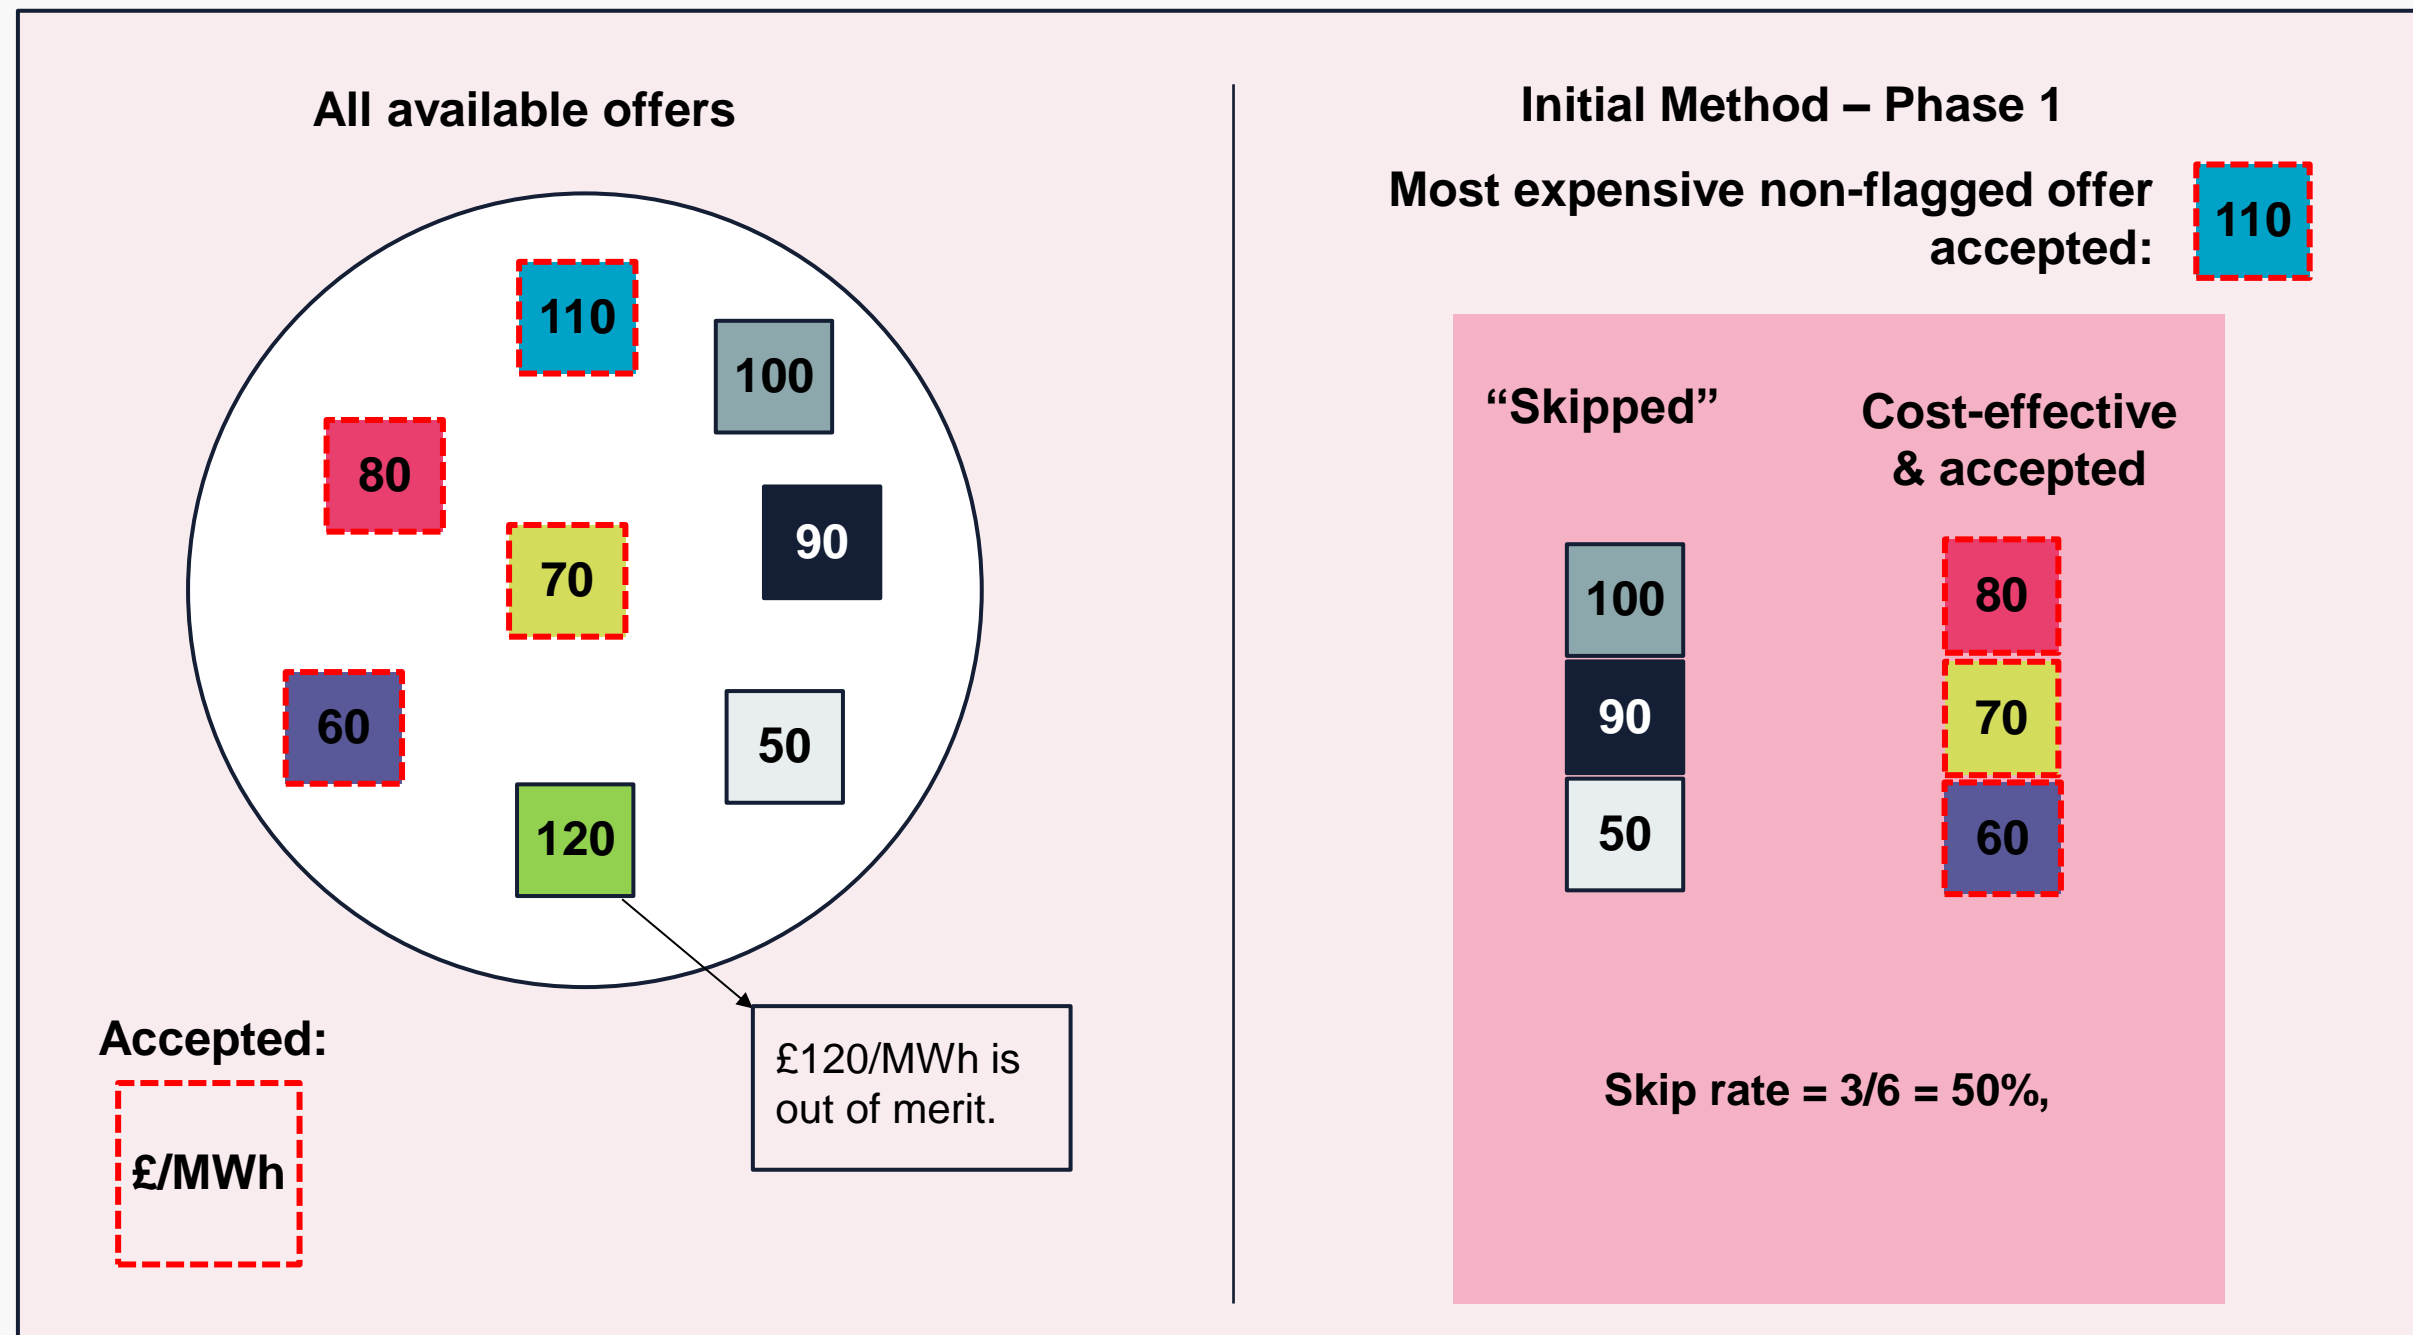 All available offers
110
100
80
90
70
60
50
120
£120/MWh is
out of merit.
Accepted:
£/MWh
Initial Method – Phase 1
Most expensive non-flagged offer
accepted:
110
“Skipped”
Cost-effective
& accepted
100
90
50
80
70
60
Skip rate = 3/6 = 50%,